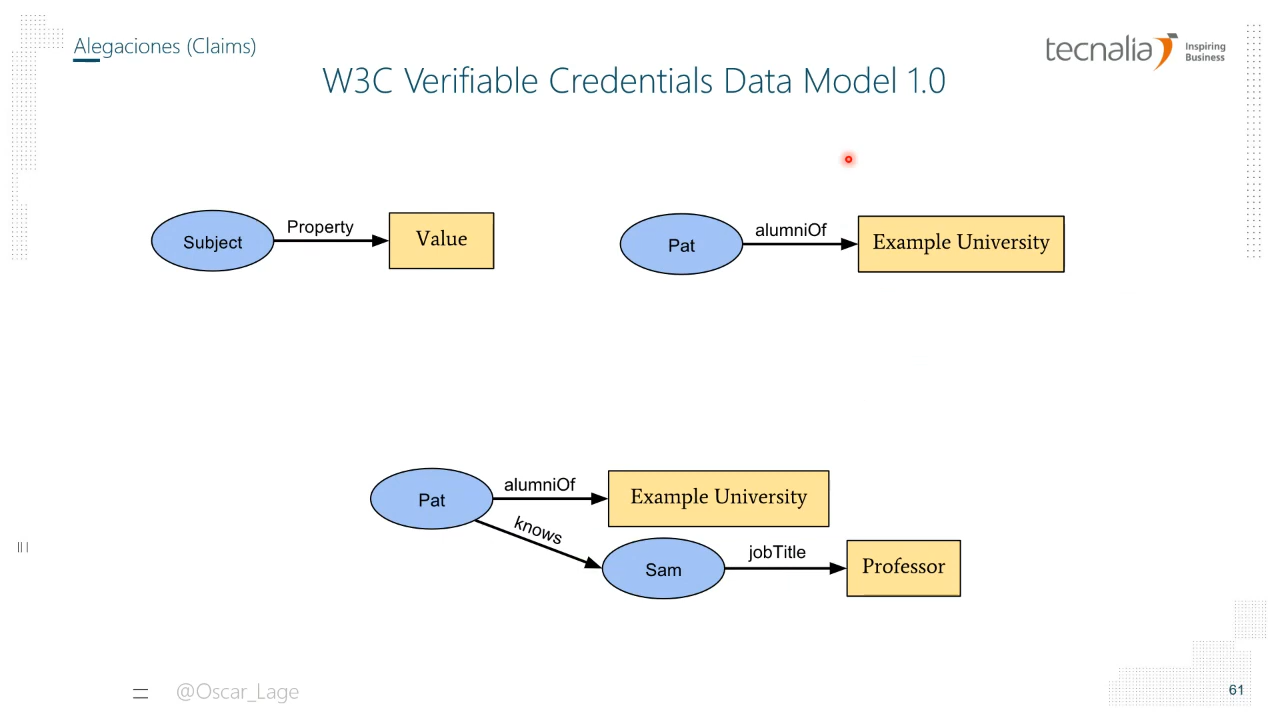 Alegaciones (Claims)
tecnalia Inspiring
Business
W3C Verifiable Credentials Data Model 1.0
Subject
Property
Value
Pat
alumniOf
Example University
Pat
alumniOf
Example University
knows
Sam
jobTitle
Professor
@Oscar_Lage
61